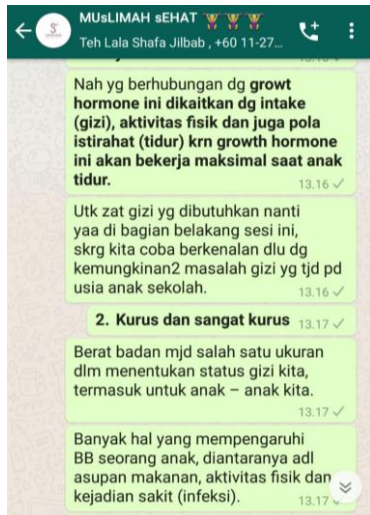 MUsLIMAH sEHAT
Teh Lala Shafa Jilbab , +60 11-27...
Nah yg berhubungan dg growt
hormone ini dikaitkan dg intake
(gizi), aktivitas fisik dan juga pola
istirahat (tidur) krn growth hormone
ini akan bekerja maksimal saat anak
tidur.
13.16
Utk zat gizi yg dibutuhkan nanti
yaa di bagian belakang sesi ini,
skrg kita coba berkenalan dlu dg
kemungkinan2 masalah gizi yg tjd pd
usia anak sekolah.
13.16
2. Kurus dan sangat kurus 13.17
Berat badan mjd salah satu ukuran
dlm menentukan status gizi kita,
termasuk untuk anak – anak kita.
13.17
Banyak hal yang mempengaruhi
BB seorang anak, diantaranya adl
asupan makanan, aktivitas fisik dan
kejadian sakit (infeksi).
13.17